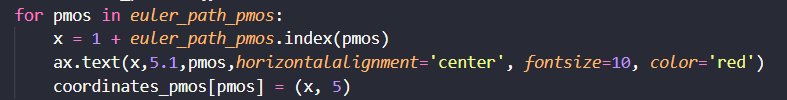 for pmos in euler_path_pmos:
    x = 1 + euler_path_pmos.index(pmos)
    ax.text(x,5.1,pmos,horizontalalignment='center', fontsize=10, color='red')
    coordinates_pmos[pmos] = (x, 5)